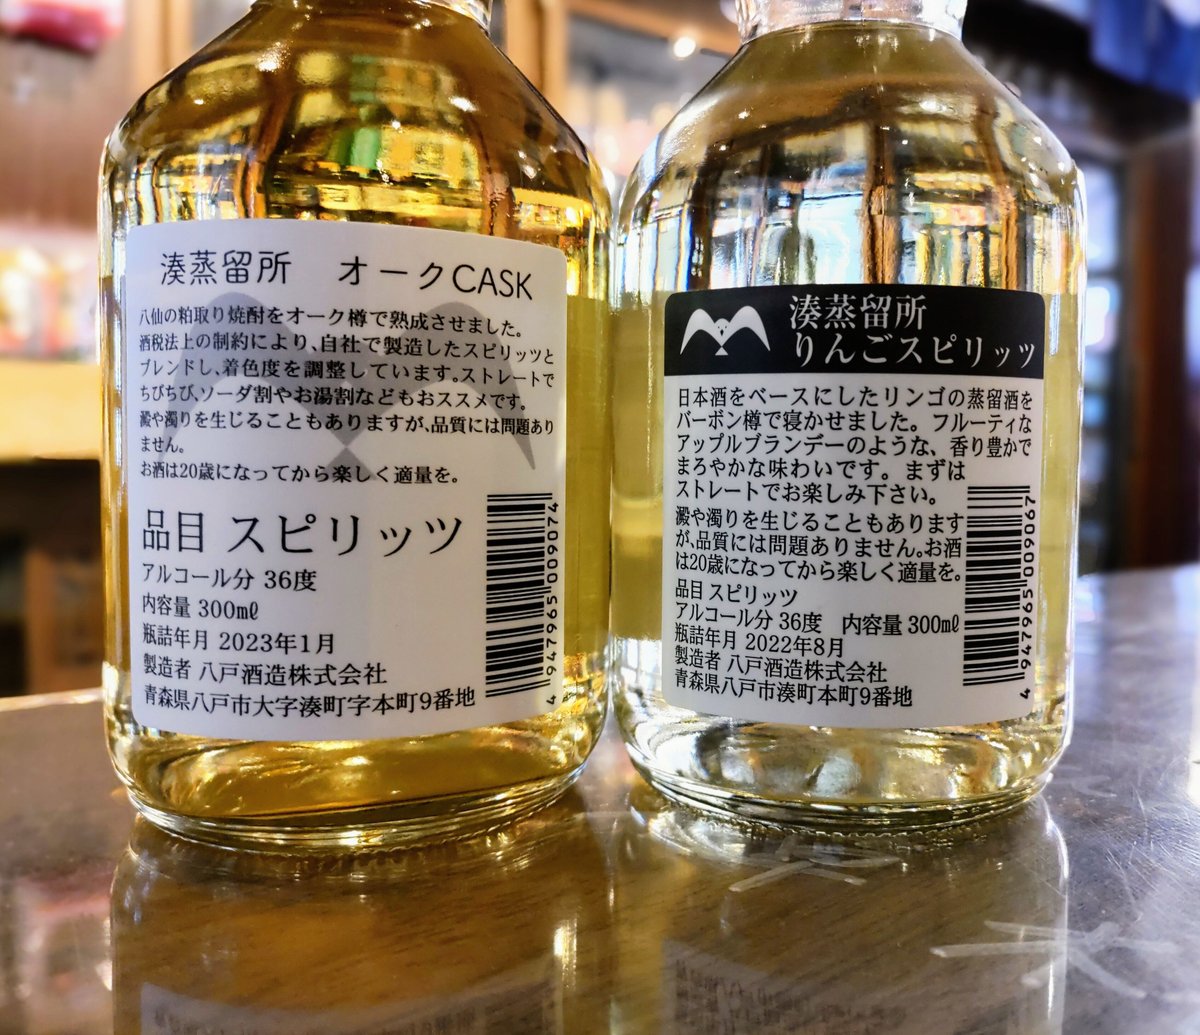 湊蒸留所　オークCASK
八仙の粕取り焼酎をオーク樽で熟成させました。
酒税法上の制約により、自社で製造したスピリッツと
ブレンドし、着色度を調整しています。ストレートで
ちびちび、ソーダ割やお湯割などもおススメです。
澱や濁りを生じることもありますが、品質には問題あり
ません。
お酒は20歳になってから楽しく適量を。
品目 スピリッツ
アルコール分 36度
内容量 300mℓ
瓶詰年月 2023年1月
製造者 八戸酒造株式会社
青森県八戸市大字湊町字本町9番地
4 947965 009074
湊蒸留所
りんごスピリッツ
日本酒をベースにしたリンゴの蒸留酒を
バーボン樽で寝かせました。フルーティな
アップルブランデーのような、香り豊かで
まろやかな味わいです。まずは
ストレートでお楽しみ下さい。
澱や濁りを生じることもあります
が、品質には問題ありません。お酒
は20歳になってから楽しく適量を。
品目 スピリッツ
アルコール分 36度　内容量 300mℓ
瓶詰年月 2022年8月
製造者 八戸酒造株式会社
青森県八戸市湊町本町9番地
4 947965 009067